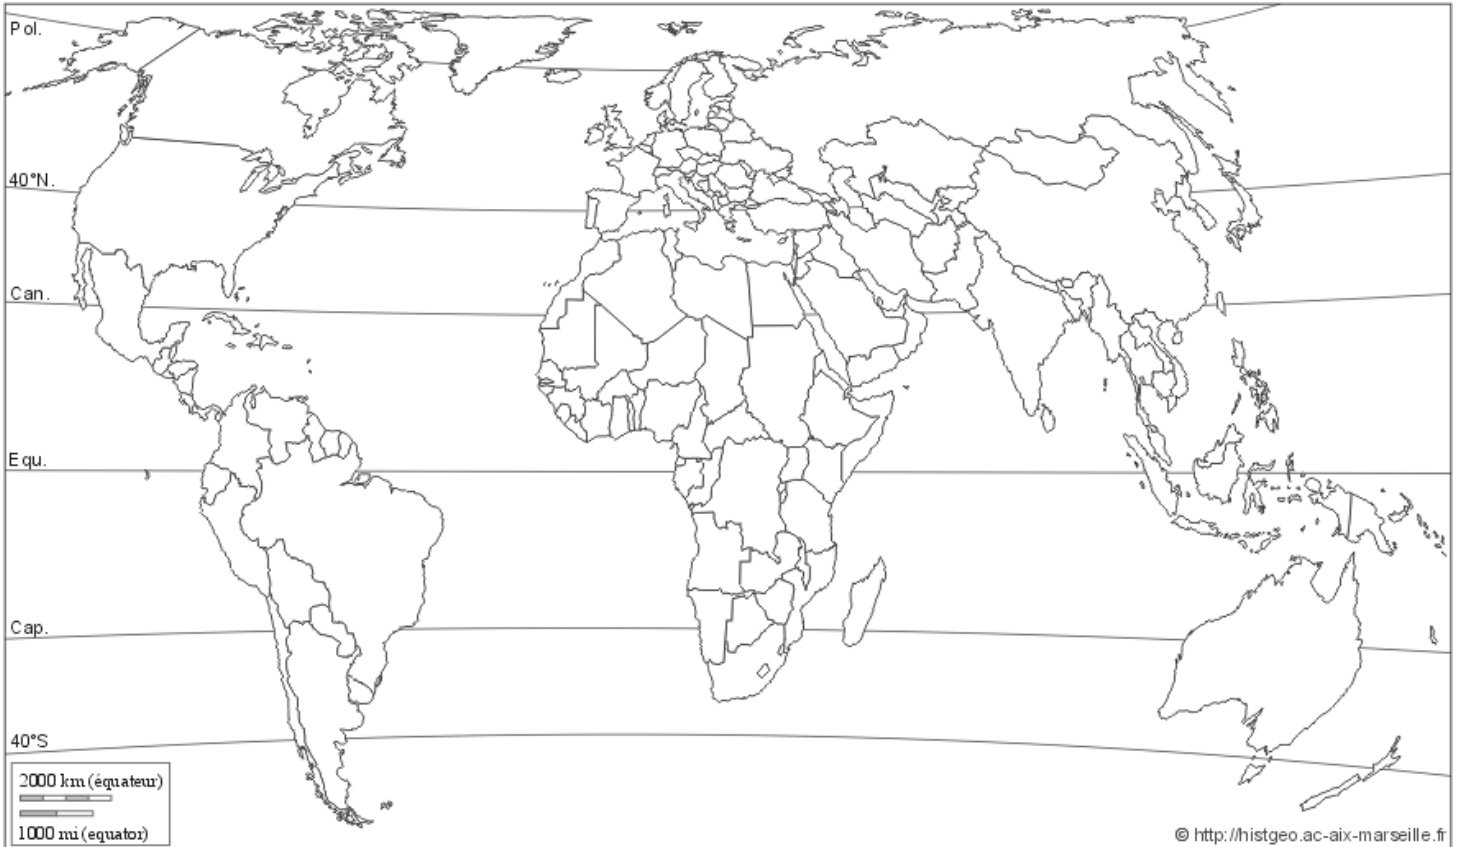 Pol.
40°N.
Can.
Equ.
Cap.
40°S
2000 km (équateur)
1000 mi (equator)
© http://histgeo.ac-aix-marseille.fr